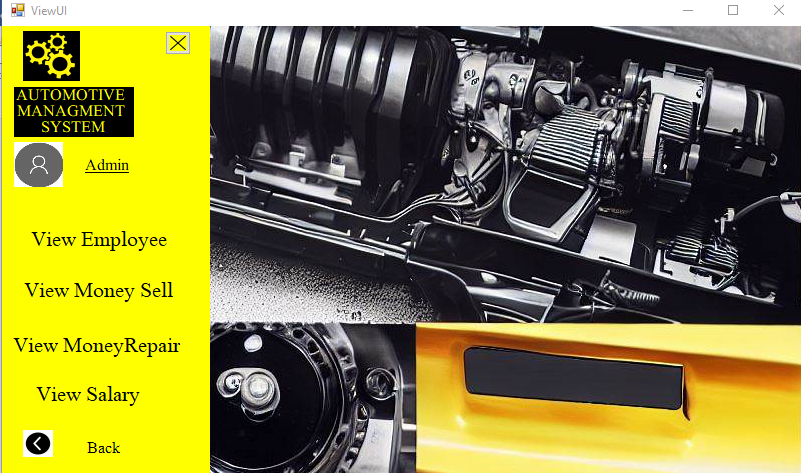 ViewUI
AUTOMOTIVE
MANAGMENT
SYSTEM
Admin
View Employee
View Money Sell
View MoneyRepair
View Salary
Back